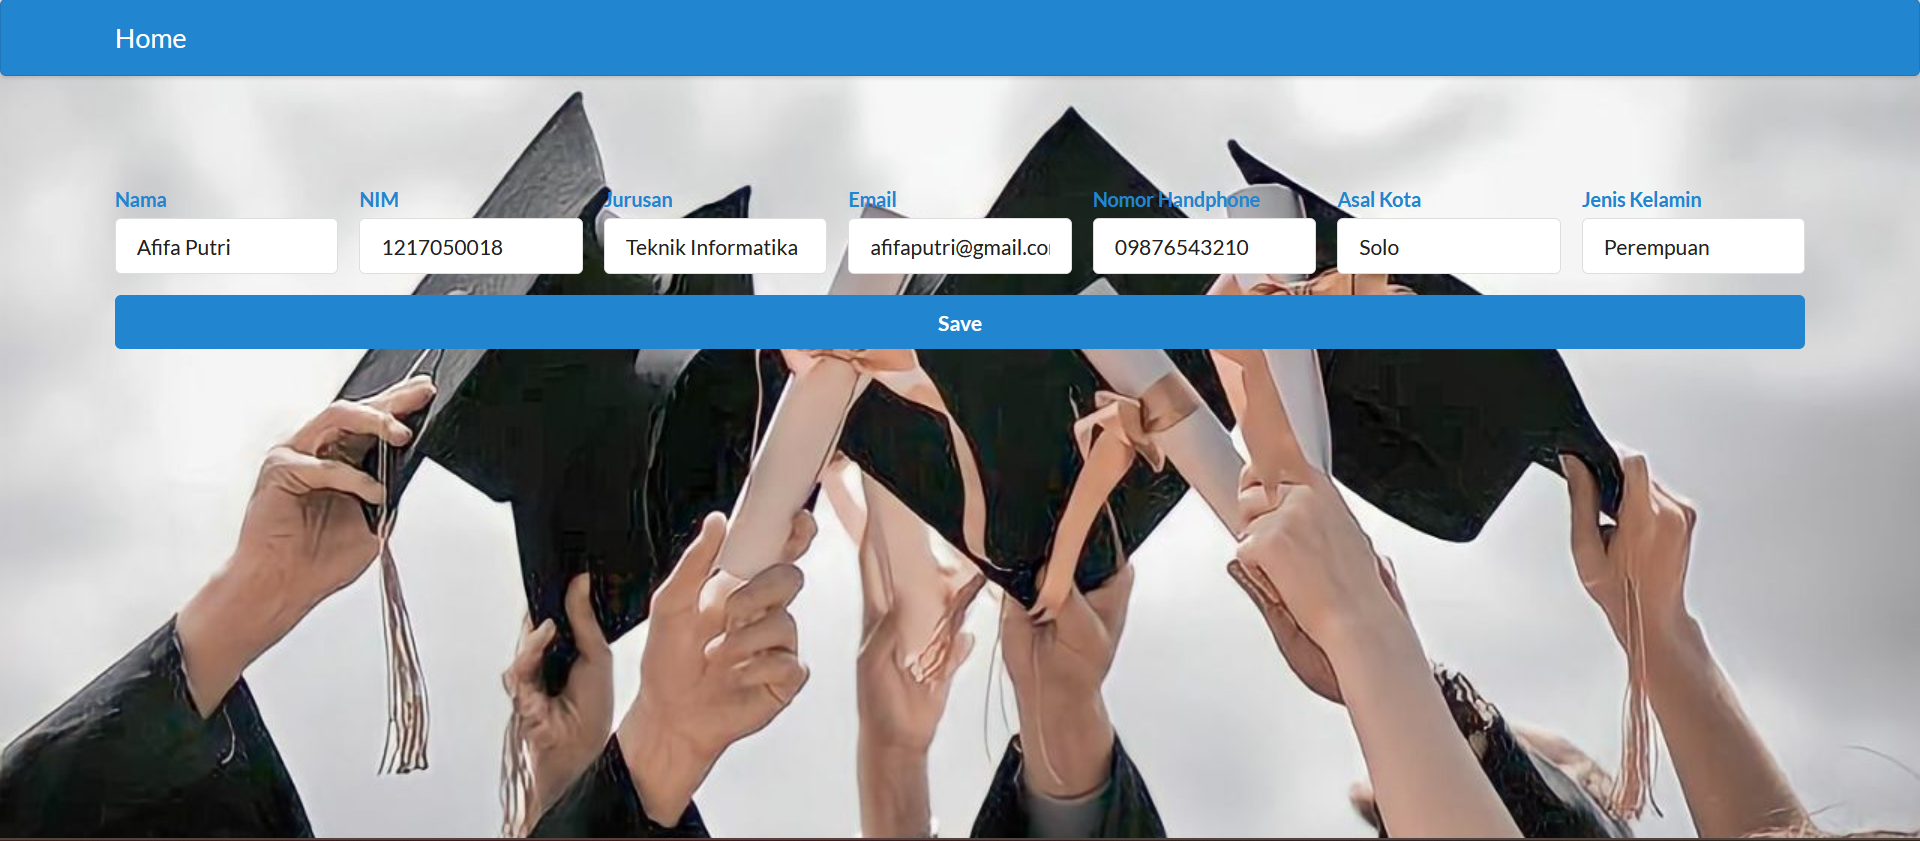 Home
Nama NIM Jurusan Email Nomor Handphone Asal Kota Jenis Kelamin
Afifa Putri 1217050018 Teknik Informatika afifaputri@gmail.co 09876543210 Solo Perempuan
Save